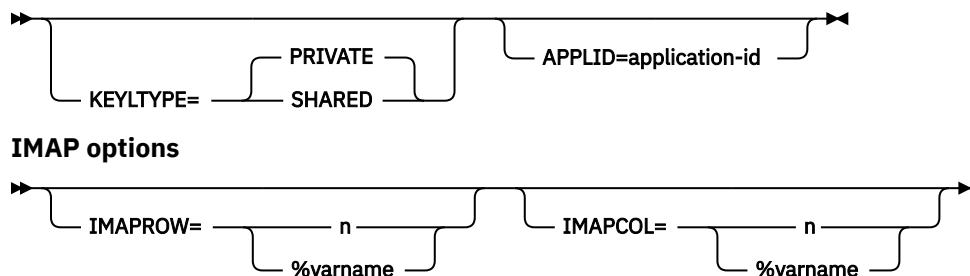 PRIVATE
APPLID=application-id
KEYLTYPE= SHARED
IMAP options
IMAPROW= n IMAPCOL= n
%varname %varname